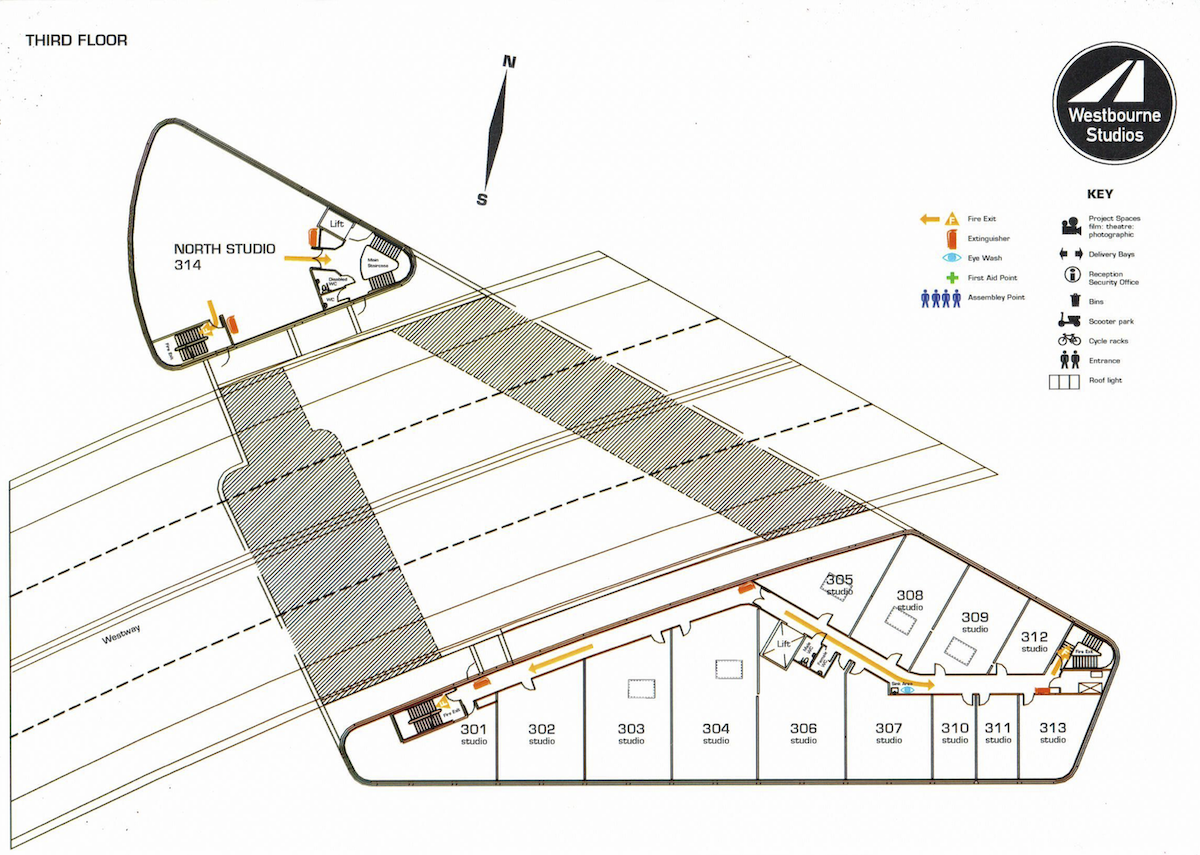 THIRD FLOOR
N
S
Westbourne
Studios
KEY
Fire Exit
Extinguisher
Eye Wash
First Aid Point
Assembley Point
Project Spaces
film: theatre:
photographic
Delivery Bays
Reception
Security Office
Bins
Scooter park
Cycle racks
Entrance
Roof light
NORTH STUDIO
314
Lift
Main
Staircase
Disabled
WC
WC
Fire Exit
Westway
305
studio
308
studio
309
studio
312
studio
Fire Exit
Lift
Fire Exit
301
studio
302
studio
303
studio
304
studio
306
studio
307
studio
310
studio
311
studio
313
studio